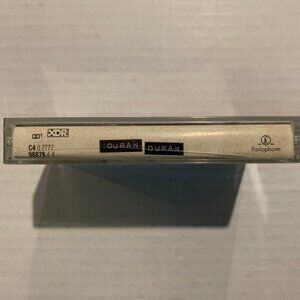 XDR
C4 0 7777
98876 4 4
DURAN DURAN
Parlophone